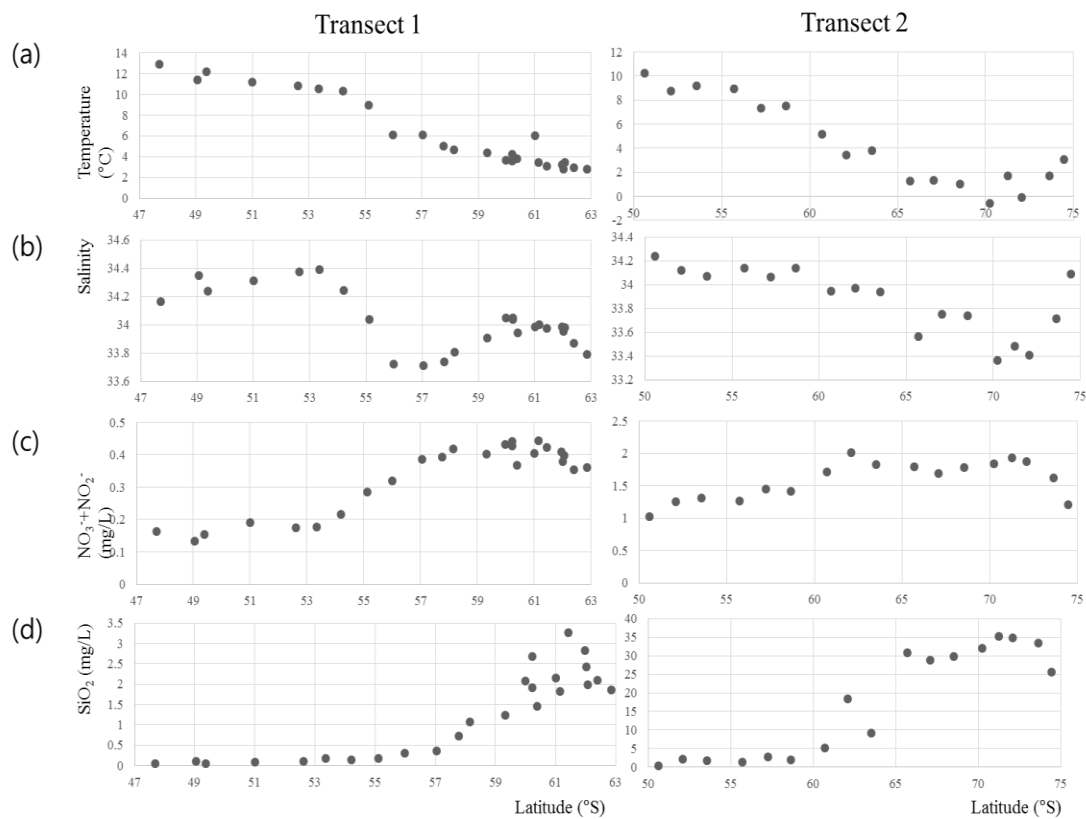 Transect 1
Transect 2
(a)
Temperature
(°C)
14
12
10
8
6
4
2
0
47 49 51 53 55 57 59 61 63
12
10
8
6
4
2
0
-2
50 55 60 65 70 75
(b)
Salinity
34.6
34.4
34.2
34
33.8
33.6
47 49 51 53 55 57 59 61 63
34.4
34.2
34
33.8
33.6
33.4
33.2
50 55 60 65 70 75
(c)
NO₃⁻+NO₂⁻
(mg/L)
0.5
0.4
0.3
0.2
0.1
0
47 49 51 53 55 57 59 61 63
2.5
2
1.5
1
0.5
0
50 55 60 65 70 75
(d)
SiO₂ (mg/L)
3.5
3
2.5
2
1.5
1
0.5
0
47 49 51 53 55 57 59 61 63
Latitude (°S)
40
35
30
25
20
15
10
5
0
50 55 60 65 70 75
Latitude (°S)